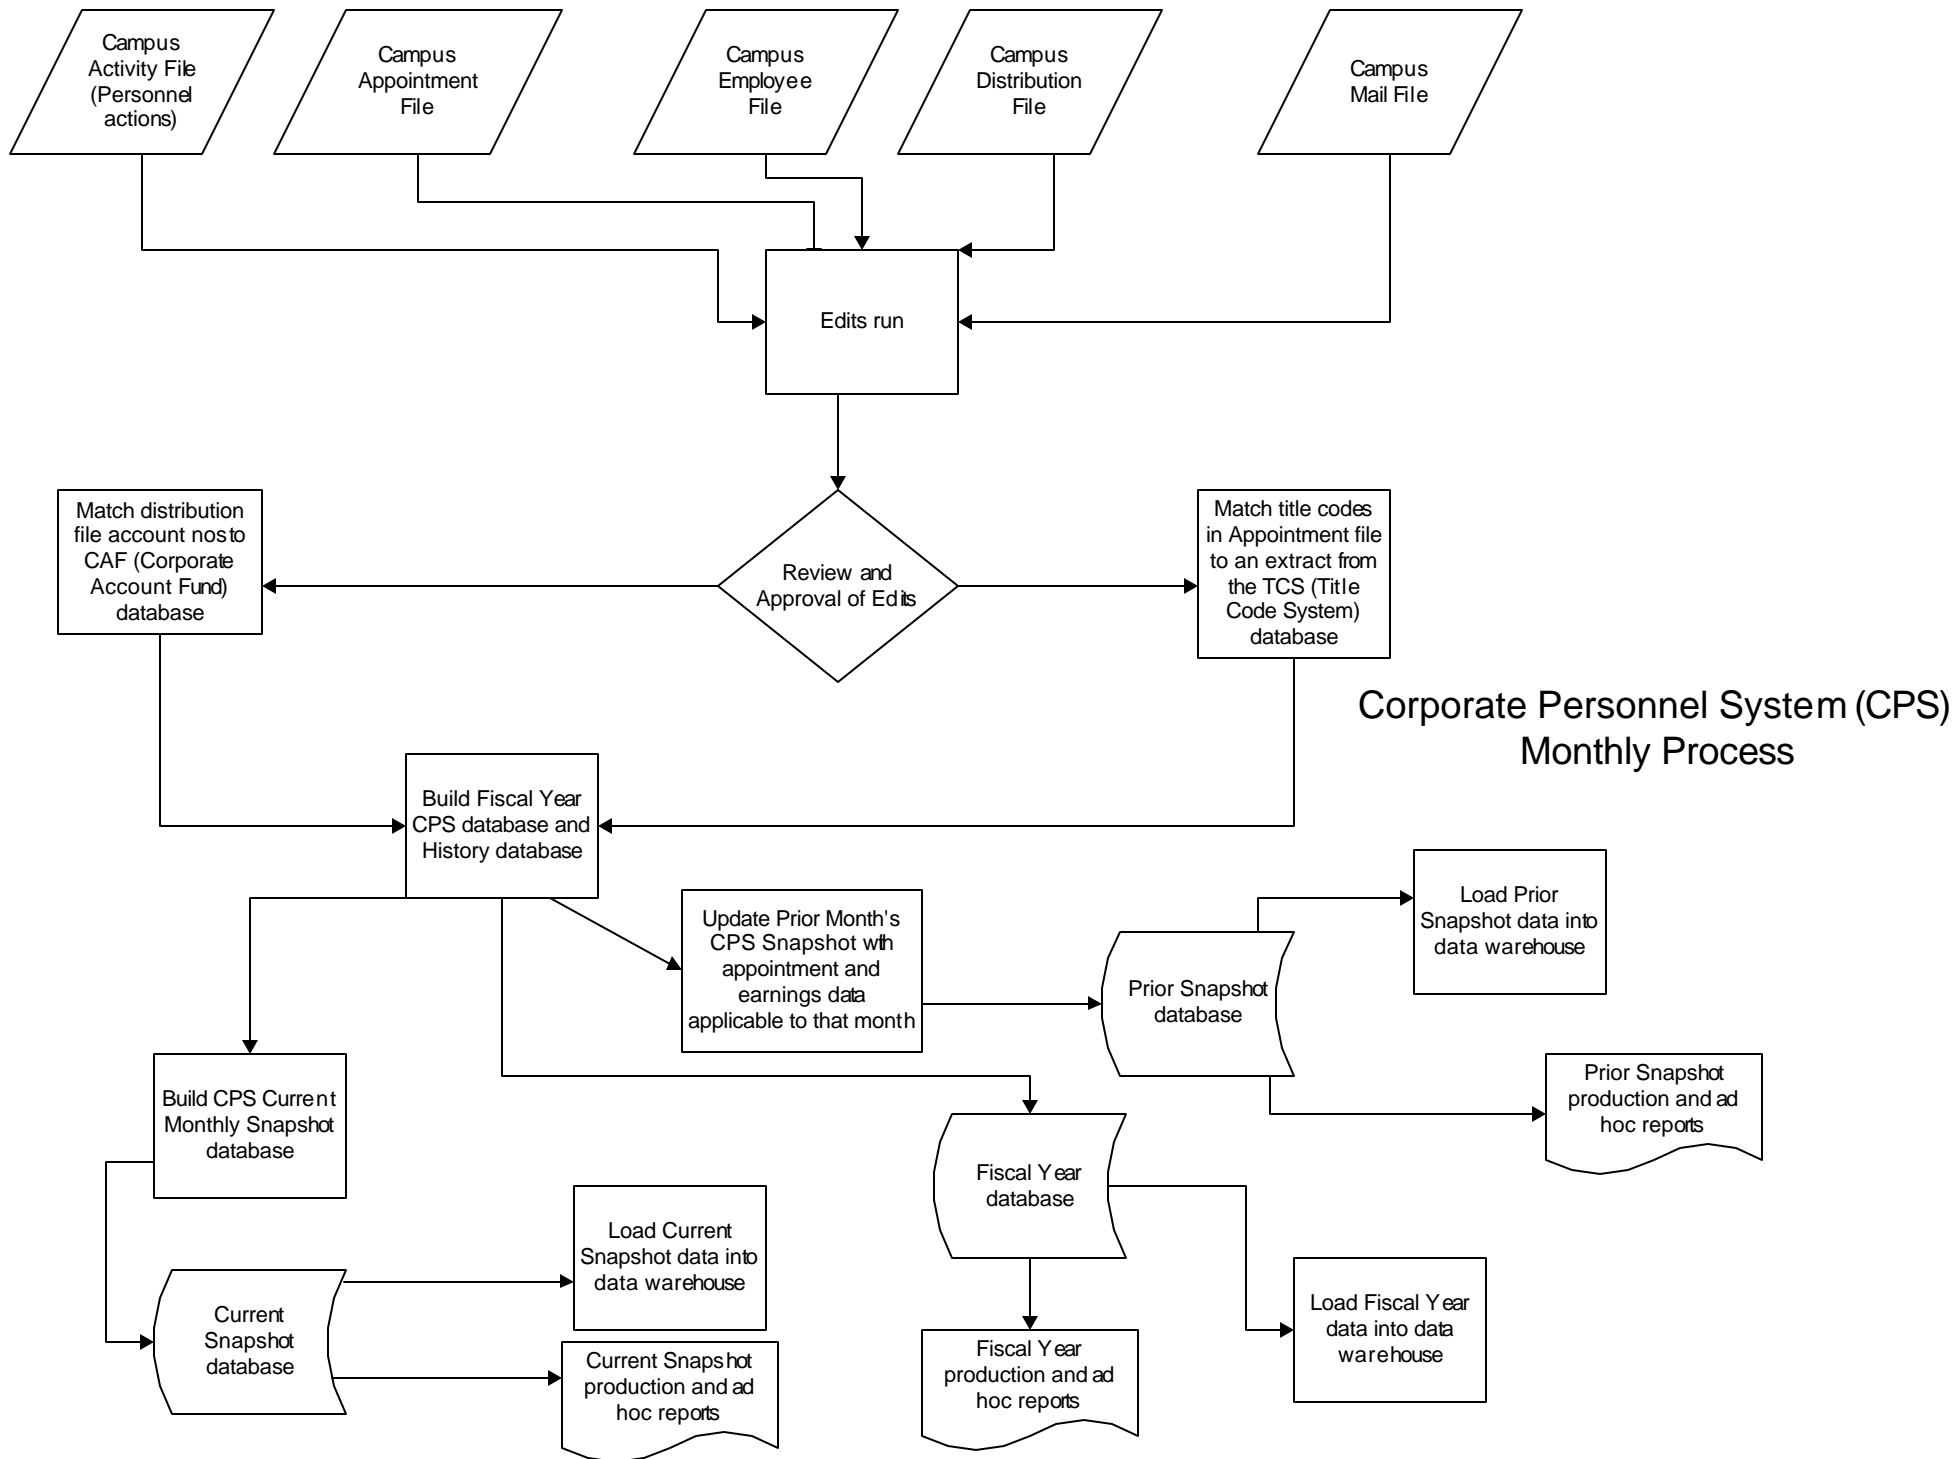 Campus
Activity File
(Personnel
actions)
Campus
Appointment
File
Campus
Employee
File
Campus
Distribution
File
Campus
Mail File
Edits run
Match distribution
file account nos to
CAF (Corporate
Account Fund)
database
Review and
Approval of Edits
Match title codes
in Appointment file
to an extract from
the TCS (Title
Code System)
database
Corporate Personnel System (CPS)
Monthly Process
Build Fiscal Year
CPS database and
History database
Update Prior Month's
CPS Snapshot with
appointment and
earnings data
applicable to that month
Prior Snapshot
database
Load Prior
Snapshot data into
data warehouse
Prior Snapshot
production and ad
hoc reports
Build CPS Current
Monthly Snapshot
database
Fiscal Year
database
Load Current
Snapshot data into
data warehouse
Current
Snapshot
database
Current Snapshot
production and ad
hoc reports
Fiscal Year
production and ad
hoc reports
Load Fiscal Year
data into data
warehouse